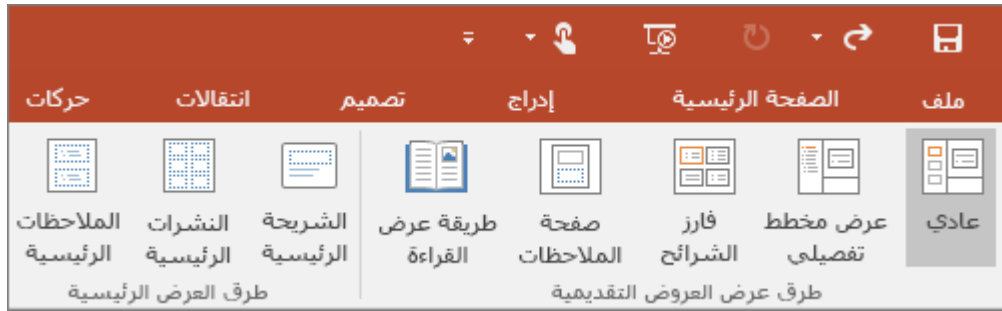 ملف الصفحة الرئيسية إدراج تصميم انتقالات حركات
عادي عرض مخطط فارز صفحة طريقة عرض الشريحة النشرات الملاحظات
تفصيلي الشرائح الملاحظات القراءة الرئيسية الرئيسية الرئيسية
طرق عرض العروض التقديمية طرق العرض الرئيسية